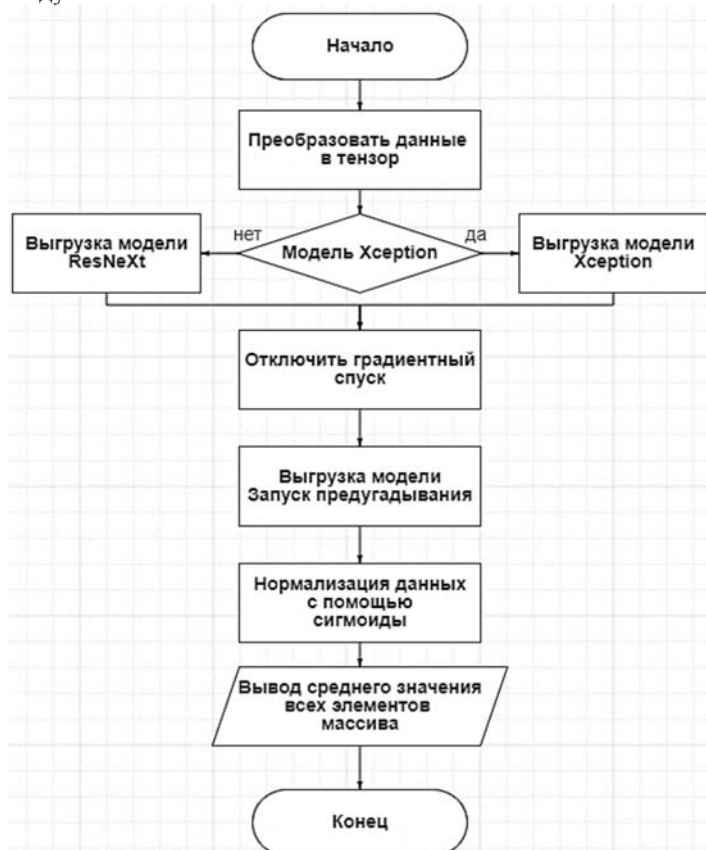 Начало
Преобразовать данные
в тензор
нет
да
Выгрузка модели
ResNeXt
Модель Xception
Выгрузка модели
Xception
Отключить градиентный
спуск
Выгрузка модели
Запуск предугадывания
Нормализация данных
с помощью
сигмоиды
Вывод среднего значения
всех элементов
массива
Конец